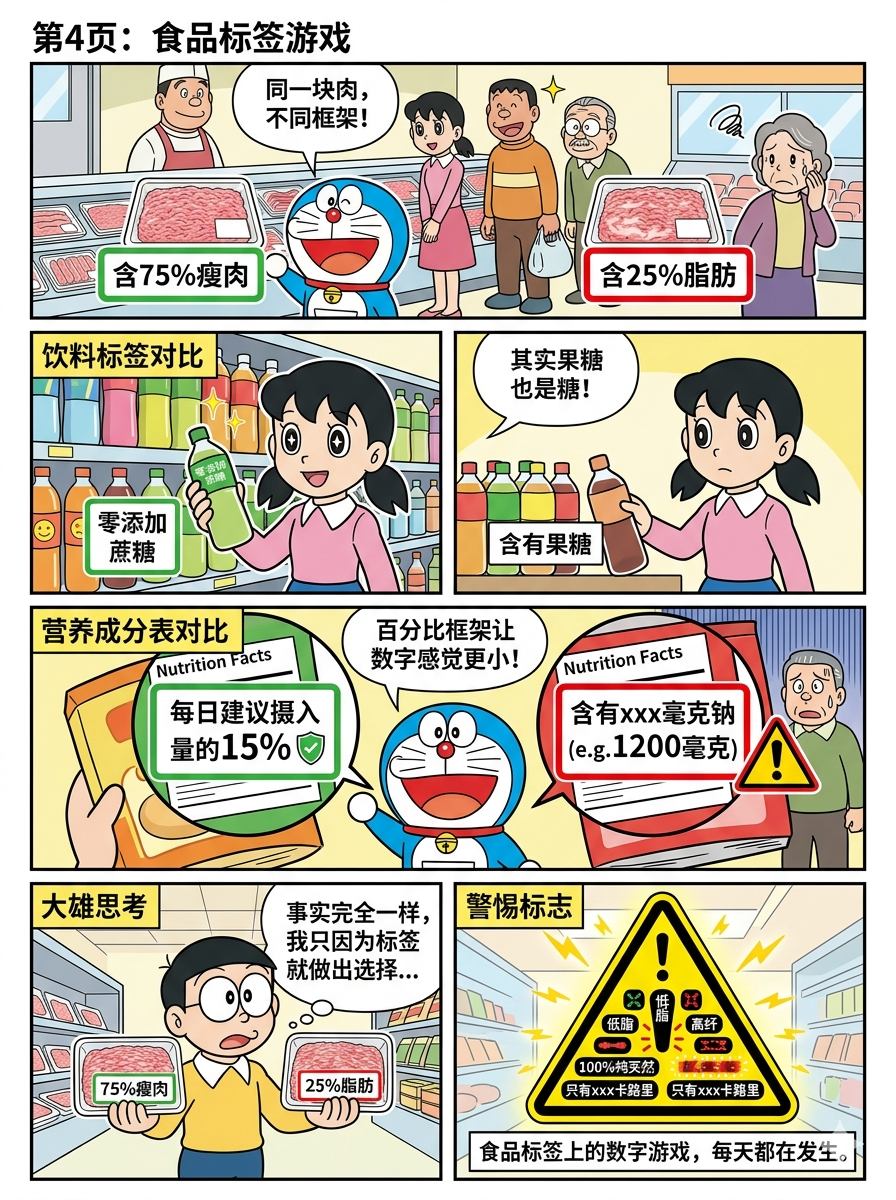 第4页：食品标签游戏
同一块肉，
不同框架！
含75%瘦肉
含25%脂肪
饮料标签对比
零添加
蔗糖
其实果糖
也是糖！
含有果糖
营养成分表对比
Nutrition Facts
每日建议摄入
量的15%
百分比框架让
数字感觉更小！
Nutrition Facts
含有xxx毫克钠
(e.g.1200毫克)
大雄思考
事实完全一样，
我只因为标签
就做出选择...
75%瘦肉
25%脂肪
警惕标志
低脂
低脂
高纤
100%纯天然
只有xxx卡路里
只有xxx卡路里
食品标签上的数字游戏，每天都在发生。